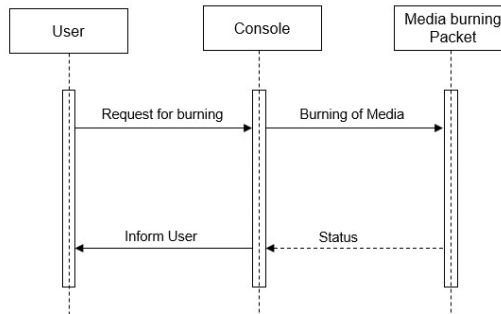 User
Console
Media burning
Packet
Request for burning
Burning of Media
Inform User
Status